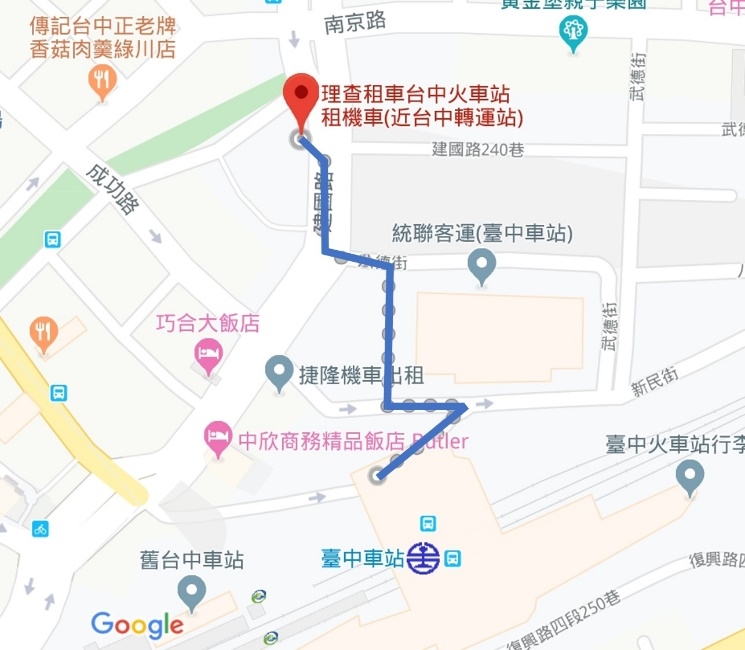 黃金堡親子樂園
台中
傳記台中正老牌
香菇肉羹綠川店
南京路
武德街
理查租車台中火車站
租機車(近台中轉運站)
武德
建國路240巷
成功路
建國路
統聯客運(臺中車站)
武德街
巧合大飯店
武德街
捷隆機車出租
新民街
中欣商務精品飯店 Butler
臺中火車站行李
臺中車站
舊台中車站
復興路四
復興路四段250巷
Google